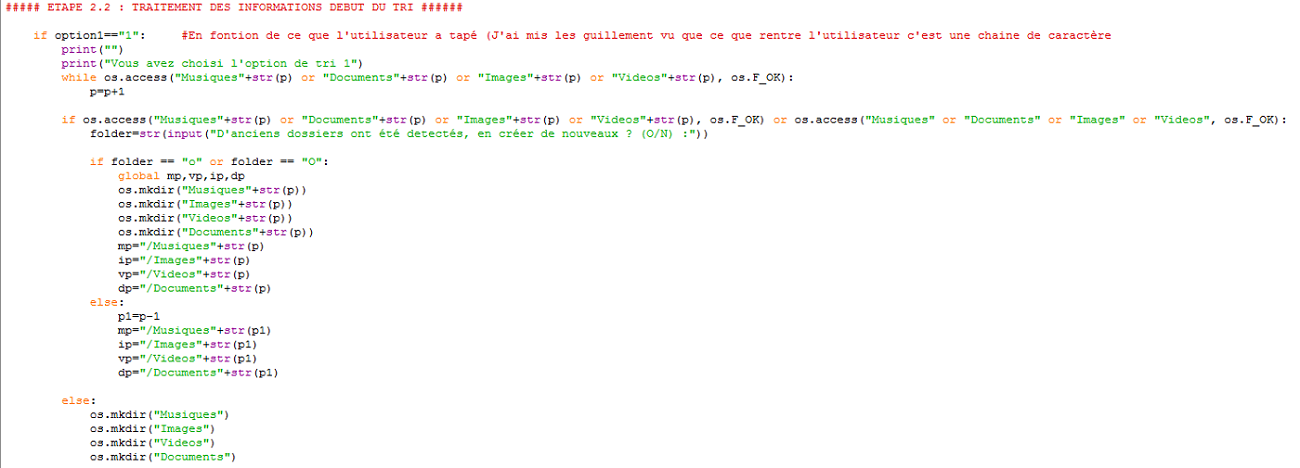 ##### ETAPE 2.2 : TRAITEMENT DES INFORMATIONS DEBUT DU TRI ######
if option1=="1":     #En fontion de ce que l'utilisateur a tapé (J'ai mis les guillement vu que ce que rentre l'utilisateur c'est une chaine de caractère
print("")
print("Vous avez choisi l'option de tri 1")
while os.access("Musiques"+str(p) or "Documents"+str(p) or "Images"+str(p) or "Videos"+str(p), os.F_OK):
p=p+1
if os.access("Musiques"+str(p) or "Documents"+str(p) or "Images"+str(p) or "Videos"+str(p), os.F_OK) or os.access("Musiques" or "Documents" or "Images" or "Videos", os.F_OK):
folder=str(input("D'anciens dossiers ont été detectés, en créer de nouveaux ? (O/N) :"))
if folder == "o" or folder == "O":
global mp,vp,ip,dp
os.mkdir("Musiques"+str(p))
os.mkdir("Images"+str(p))
os.mkdir("Videos"+str(p))
os.mkdir("Documents"+str(p))
mp="/Musiques"+str(p)
ip="/Images"+str(p)
vp="/Videos"+str(p)
dp="/Documents"+str(p)
else:
p1=p-1
mp="/Musiques"+str(p1)
ip="/Images"+str(p1)
vp="/Videos"+str(p1)
dp="/Documents"+str(p1)
else:
os.mkdir("Musiques")
os.mkdir("Images")
os.mkdir("Videos")
os.mkdir("Documents")